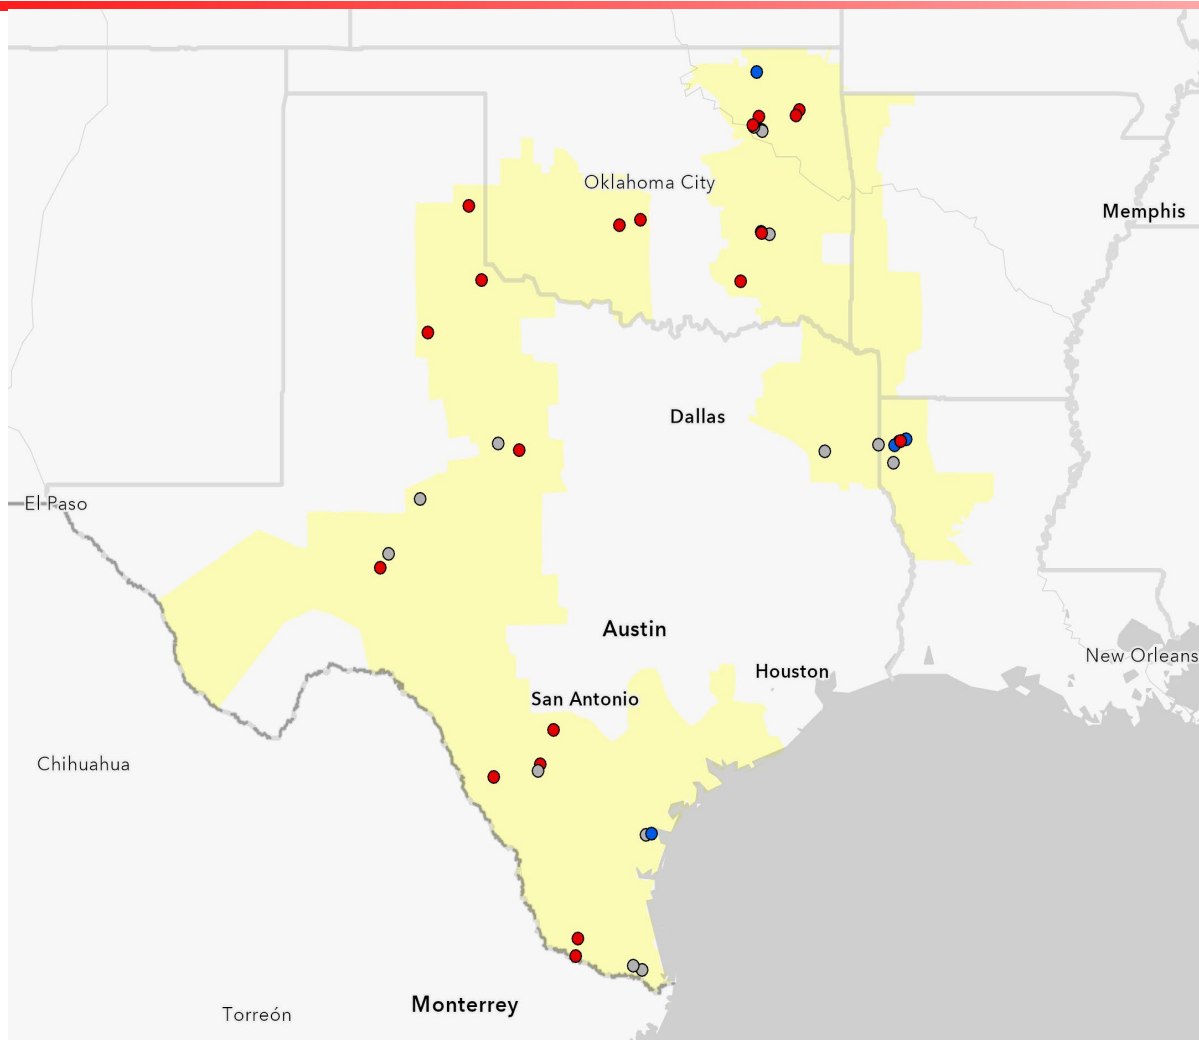 Oklahoma City
Memphis
Dallas
El Paso
Austin
New Orleans
Houston
San Antonio
Chihuahua
Monterrey
Torreón